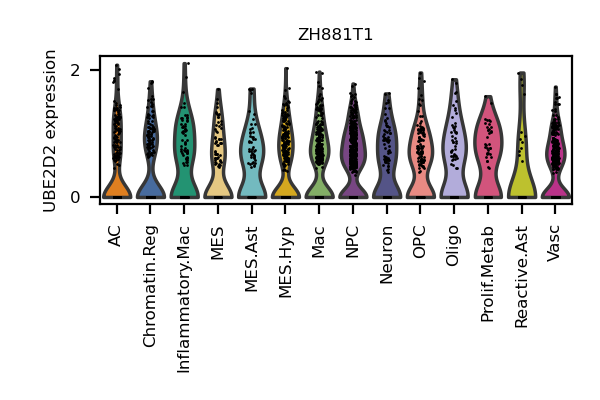 ZH881T1
UBE2D2 expression
2
0
AC
Chromatin.Reg
Inflammatory.Mac
MES
MES.Ast
MES.Hyp
Mac
NPC
Neuron
OPC
Oligo
Prolif.Metab
Reactive.Ast
Vasc